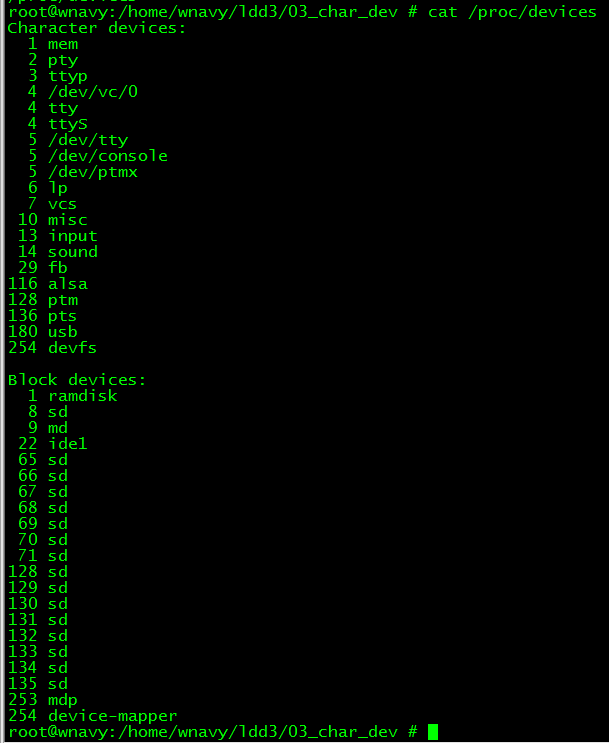 root@wnavy:/home/wnavy/ldd3/03_char_dev # cat /proc/devices
Character devices:
  1 mem
  2 pty
  3 ttyp
  4 /dev/vc/0
  4 tty
  4 ttyS
  5 /dev/tty
  5 /dev/console
  5 /dev/ptmx
  6 lp
  7 vcs
 10 misc
 13 input
 14 sound
 29 fb
116 alsa
128 ptm
136 pts
180 usb
254 devfs

Block devices:
  1 ramdisk
  8 sd
  9 md
 22 ide1
 65 sd
 66 sd
 67 sd
 68 sd
 69 sd
 70 sd
 71 sd
128 sd
129 sd
130 sd
131 sd
132 sd
133 sd
134 sd
135 sd
253 mdp
254 device-mapper
root@wnavy:/home/wnavy/ldd3/03_char_dev #